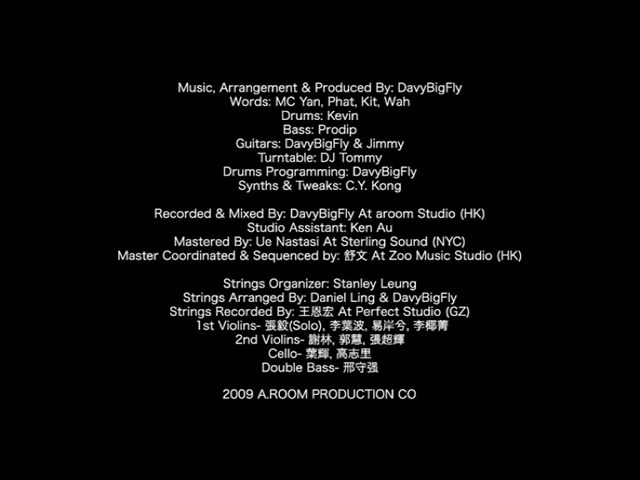 Music, Arrangement & Produced By: DavyBigFly
Words: MC Yan, Phat, Kit, Wah
Drums: Kevin
Bass: Prodip
Guitars: DavyBigFly & Jimmy
Turntable: DJ Tommy
Drums Programming: DavyBigFly
Synths & Tweaks: C.Y. Kong
Recorded & Mixed By: DavyBigFly At aroom Studio (HK)
Studio Assistant: Ken Au
Mastered By: Ue Nastasi At Sterling Sound (NYC)
Master Coordinated & Sequenced by: 舒文 At Zoo Music Studio (HK)
Strings Organizer: Stanley Leung
Strings Arranged By: Daniel Ling & DavyBigFly
Strings Recorded By: 王恩宏 At Perfect Studio (GZ)
1st Violins- 張毅(Solo), 李葉波, 易岸兮, 李椰菁
2nd Violins- 謝林, 郭慧, 張超輝
Cello- 葉輝, 高志里
Double Bass- 邢守强
2009 A.ROOM PRODUCTION CO